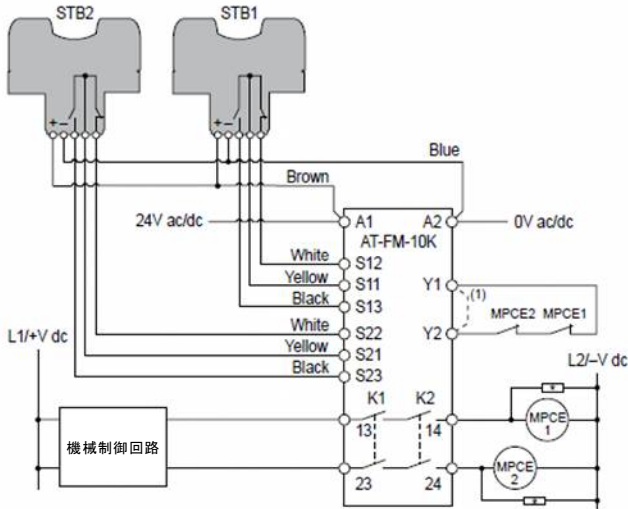 STB2
STB1
+ −
+ −
Blue
Brown
24V ac/dc
A1
A2
0V ac/dc
AT-FM-10K
White
S12
Yellow
S11
Y1
Black
S13
(1)
MPCE2
MPCE1
White
S22
Y2
L1/+V dc
Yellow
S21
Black
S23
L2/–V dc
K1
K2
13
14
MPCE
1
機械制御回路
23
24
MPCE
2